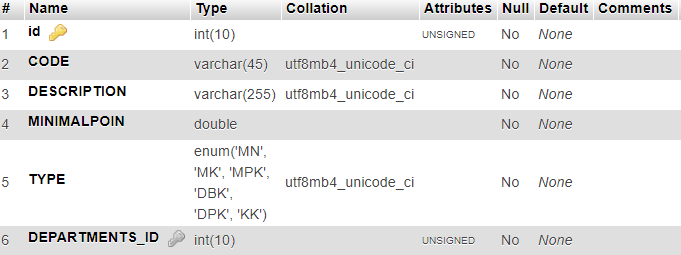 # Name Type Collation Attributes Null Default Comments
1 id int(10) UNSIGNED No None
2 CODE varchar(45) utf8mb4_unicode_ci No None
3 DESCRIPTION varchar(255) utf8mb4_unicode_ci No None
4 MINIMALPOIN double No None
enum('MN',
'MK', 'MPK',
5 TYPE 'DBK', utf8mb4_unicode_ci No None
'DPK', 'KK')
6 DEPARTMENTS_ID int(10) UNSIGNED No None